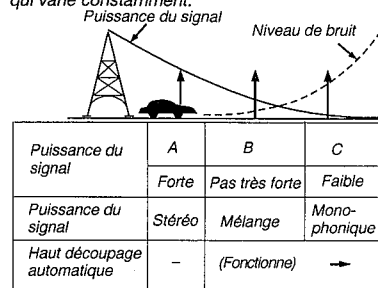 qui varie constamment.
Puissance du signal
Niveau de bruit
Puissance du signal
A
B
C
Forte
Pas très forte
Faible
Puissance du signal
Stéréo
Mélange
Mono-
phonique
Haut découpage
automatique
–
(Fonctionne)
→